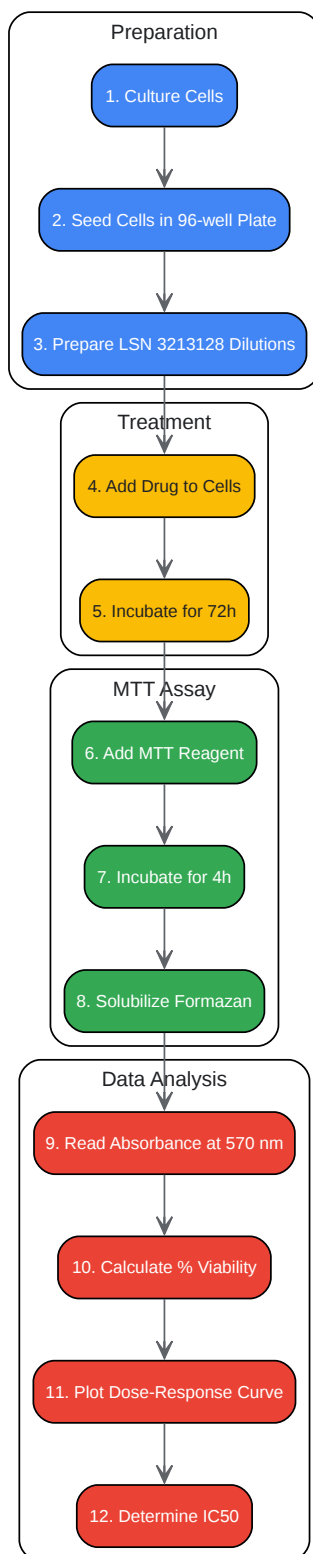 Preparation
1. Culture Cells
2. Seed Cells in 96-well Plate
3. Prepare LSN 3213128 Dilutions
Treatment
4. Add Drug to Cells
5. Incubate for 72h
MTT Assay
6. Add MTT Reagent
7. Incubate for 4h
8. Solubilize Formazan
Data Analysis
9. Read Absorbance at 570 nm
10. Calculate % Viability
11. Plot Dose-Response Curve
12. Determine IC50